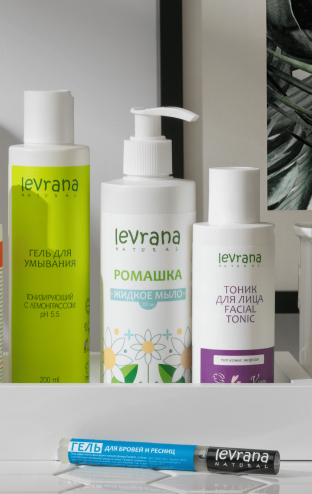 levrana
NATURAL
ГЕЛЬ ДЛЯ
УМЫВАНИЯ
ТОНИЗИРУЮЩИЙ
С ЛЕМОНГРАССОМ
pH 5.5
200 ml
levrana
NATURAL
РОМАШКА
ЖИДКОЕ МЫЛО
levrana
NATURAL
ТОНИК
ДЛЯ ЛИЦА
FACIAL
TONIC
ГЕЛЬ ДЛЯ БРОВЕЙ И РЕСНИЦ
levrana
NATURAL